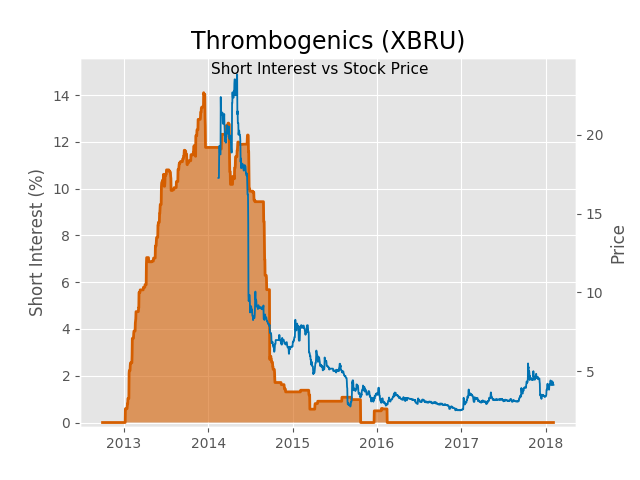 Thrombogenics (XBRU)
Short Interest vs Stock Price
Short Interest (%)
14
12
10
8
6
4
2
0
20
15
10
5
Price
2013 2014 2015 2016 2017 2018